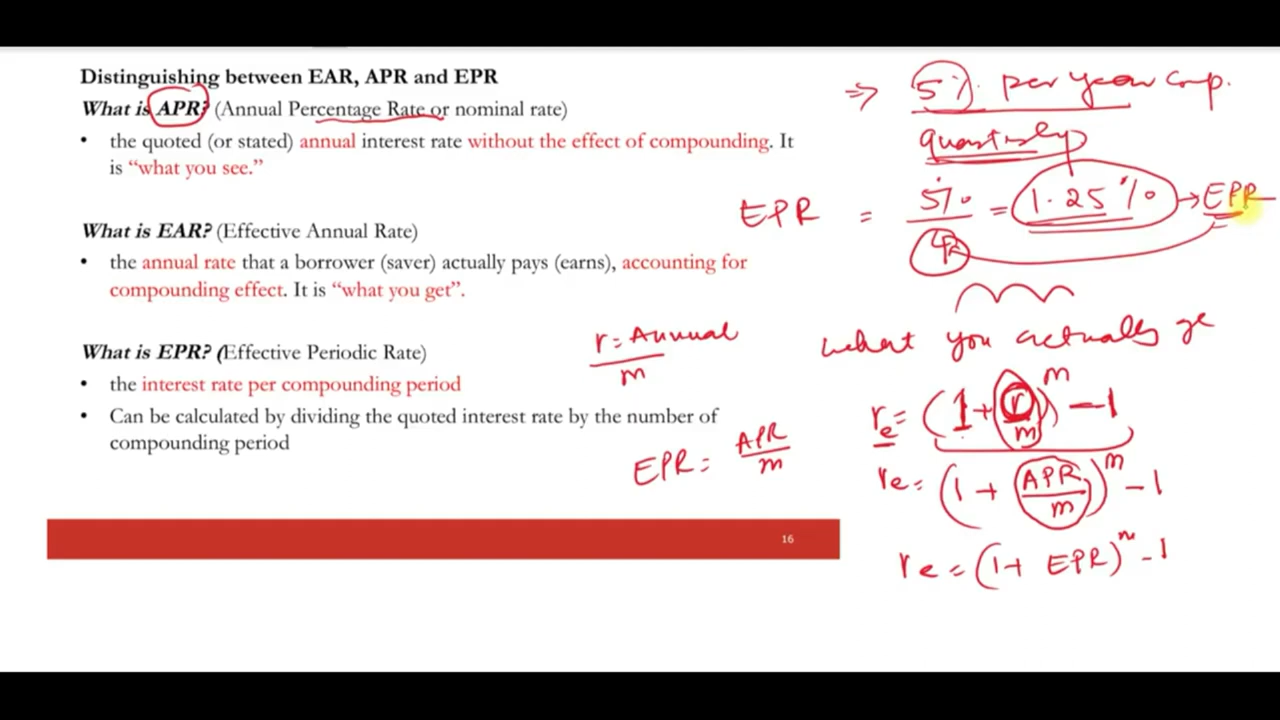 Distinguishing between EAR, APR and EPR
What is APR? (Annual Percentage Rate or nominal rate)
• the quoted (or stated) annual interest rate without the effect of compounding. It
is “what you see.”
What is EAR? (Effective Annual Rate)
• the annual rate that a borrower (saver) actually pays (earns), accounting for
compounding effect. It is “what you get”.
What is EPR? (Effective Periodic Rate)
• the interest rate per compounding period
• Can be calculated by dividing the quoted interest rate by the number of
compounding period
16
r = Annual
m
EPR = APR
m
⇒ 5% per year comp.
quarterly
EPR = 5% = 1.25% → EPR
4
what you actually ge
re = (1 + r/m)^m - 1
re = (1 + APR/m)^m - 1
re = (1 + EPR)^m - 1